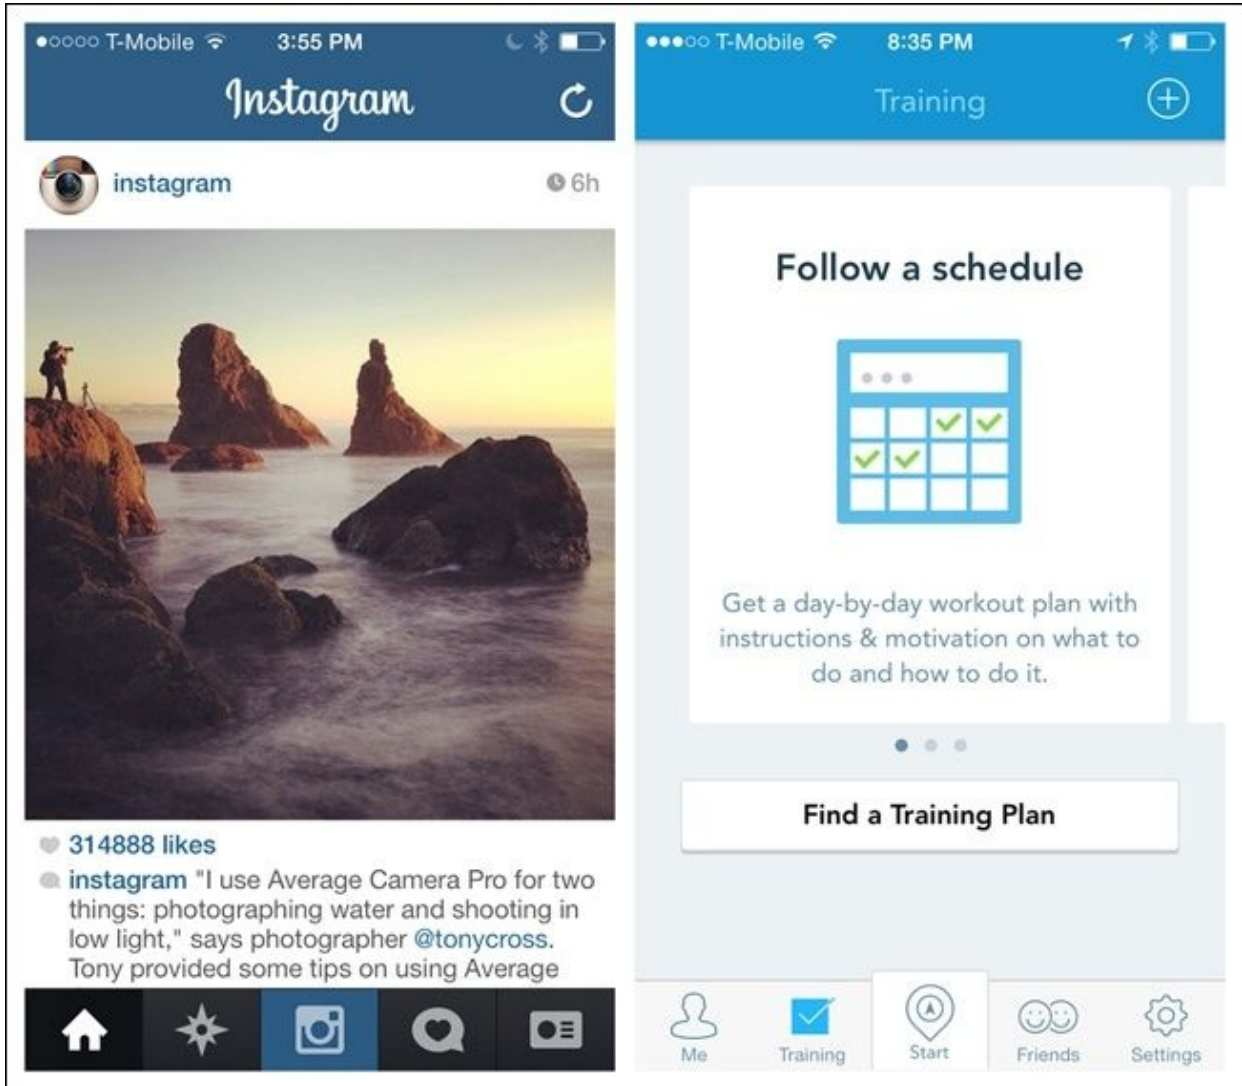 T-Mobile 3:55 PM
Instagram
instagram 6h
314888 likes
instagram "I use Average Camera Pro for two
things: photographing water and shooting in
low light," says photographer @tonycross.
Tony provided some tips on using Average
T-Mobile 8:35 PM
Training
Follow a schedule
Get a day-by-day workout plan with
instructions & motivation on what to
do and how to do it.
Find a Training Plan
Me Training Start Friends Settings